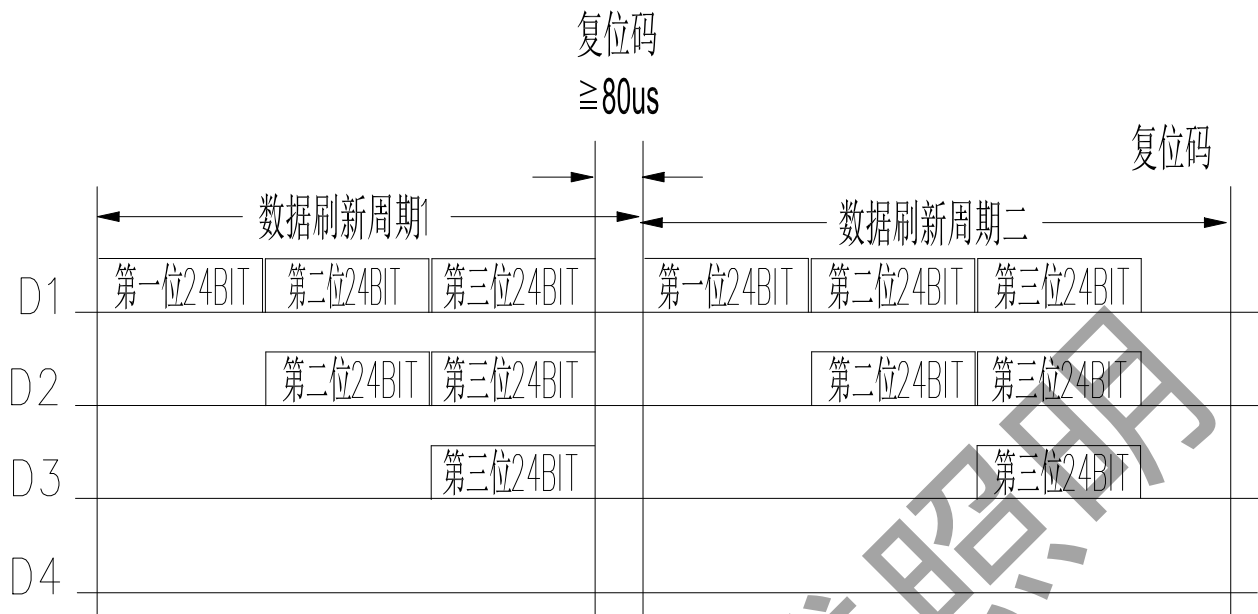 复位码
≧80us
复位码
数据刷新周期1
数据刷新周期二
D1 第一位24BIT 第二位24BIT 第三位24BIT 第一位24BIT 第二位24BIT 第三位24BIT
D2 第二位24BIT 第三位24BIT 第二位24BIT 第三位24BIT
D3 第三位24BIT 第三位24BIT
D4
照明